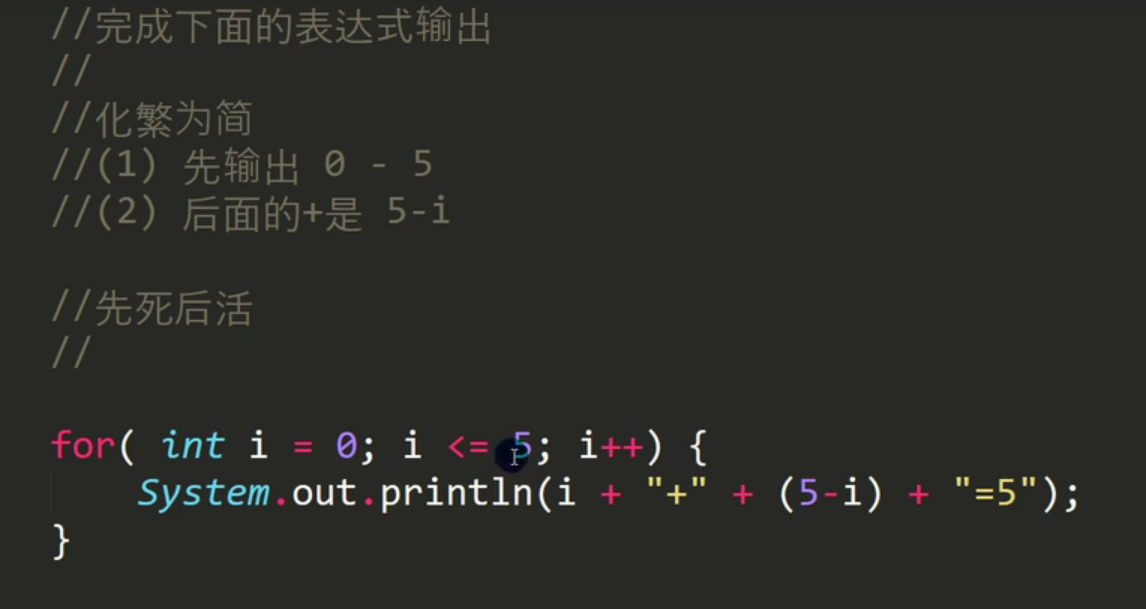 //完成下面的表达式输出
//
//化繁为简
//(1) 先输出 0 - 5
//(2) 后面的+是 5-i
//先死后活
//
for( int i = 0; i <= 5; i++) {
    System.out.println(i + "+" + (5-i) + "=5");
}